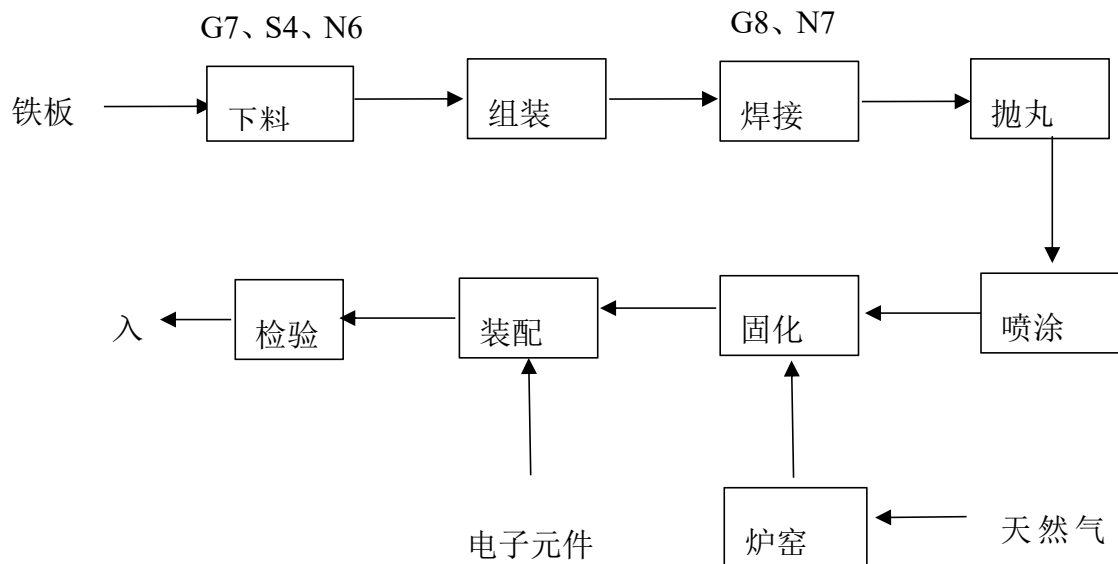 G7、S4、N6
G8、N7
铁板
下料
组装
焊接
抛丸
入
检验
装配
固化
喷涂
电子元件
炉窑
天然气